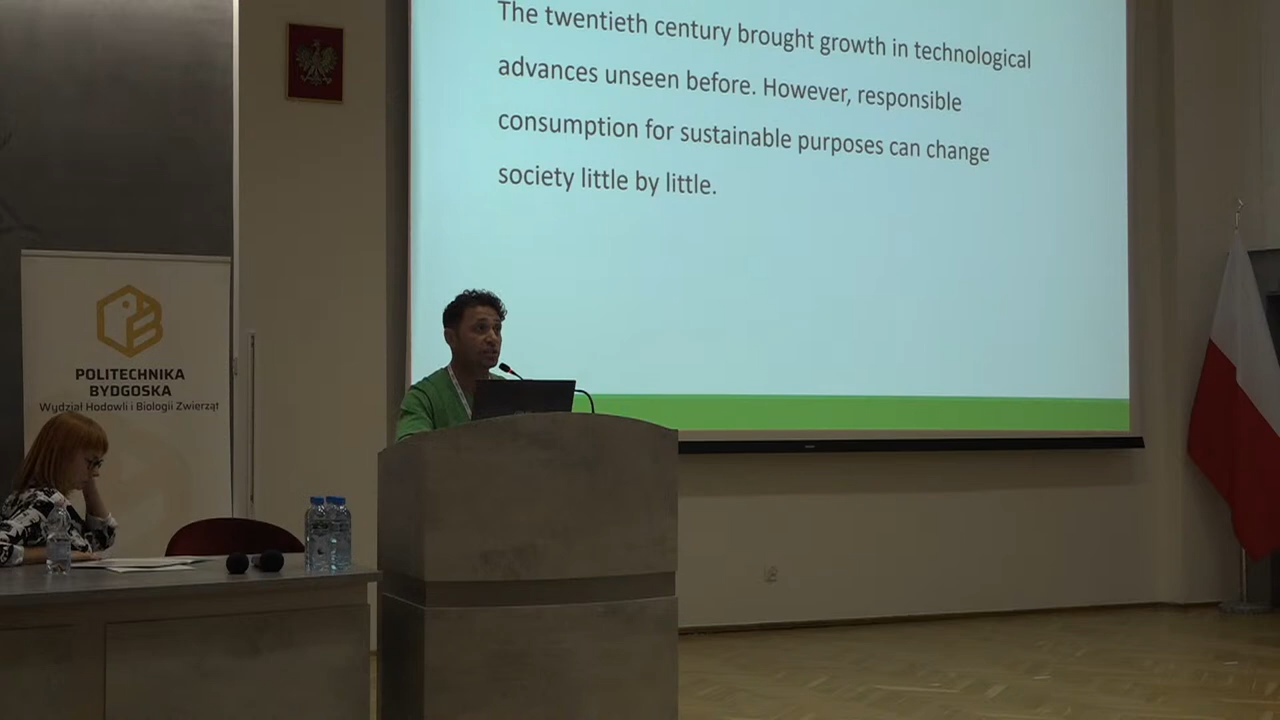 The twentieth century brought growth in technological
advances unseen before. However, responsible
consumption for sustainable purposes can change
society little by little.
POLITECHNIKA
BYDGOSKA
Wydział Hodowli i Biologii Zwierząt